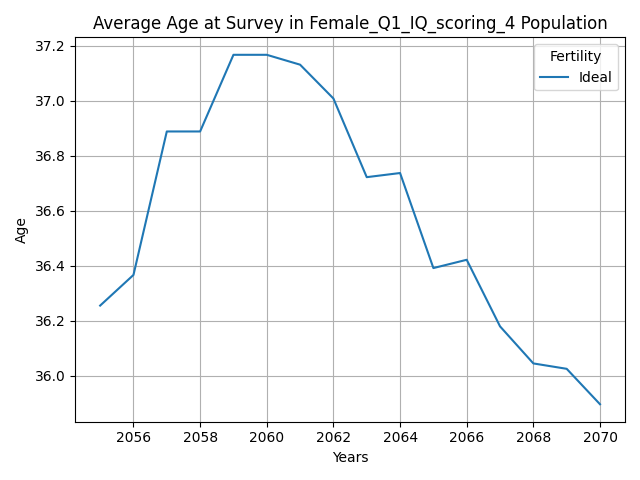 Average Age at Survey in Female_Q1_IQ_scoring_4 Population
Fertility
Ideal
37.2
37.0
36.8
36.6
36.4
36.2
36.0
Age
2056 2058 2060 2062 2064 2066 2068 2070
Years